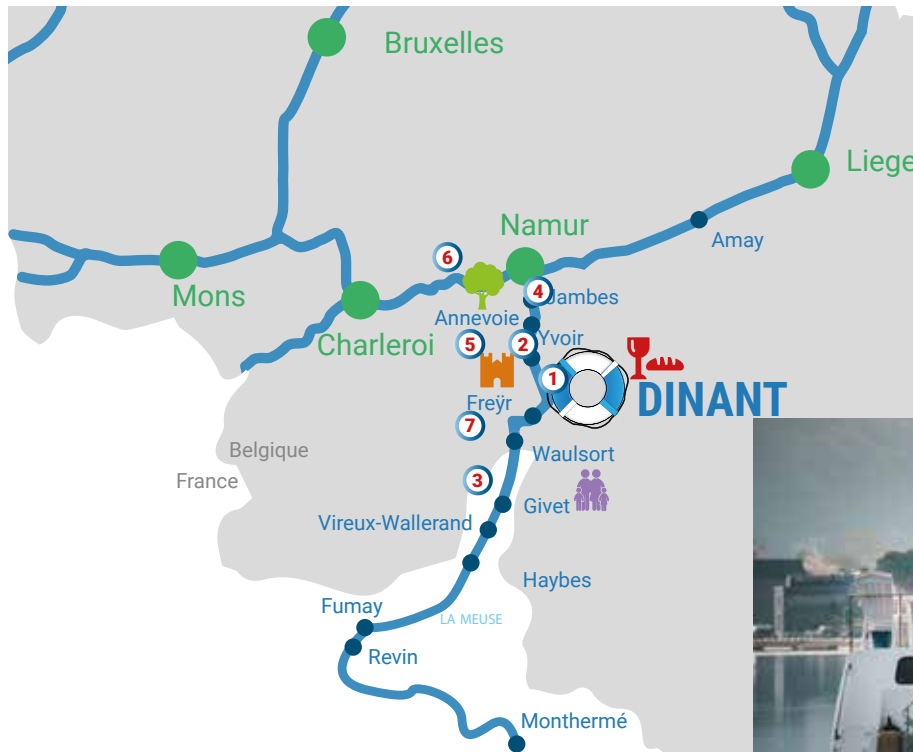 Bruxelles
Liege
Namur
Amay
6
Mons
4
Jambes
Annevoie
Charleroi
5
2
Yvoir
1
DINANT
Freÿr
7
Waulsort
Belgique
France
3
Givet
Vireux-Wallerand
Haybes
Fumay
LA MEUSE
Revin
Monthermé